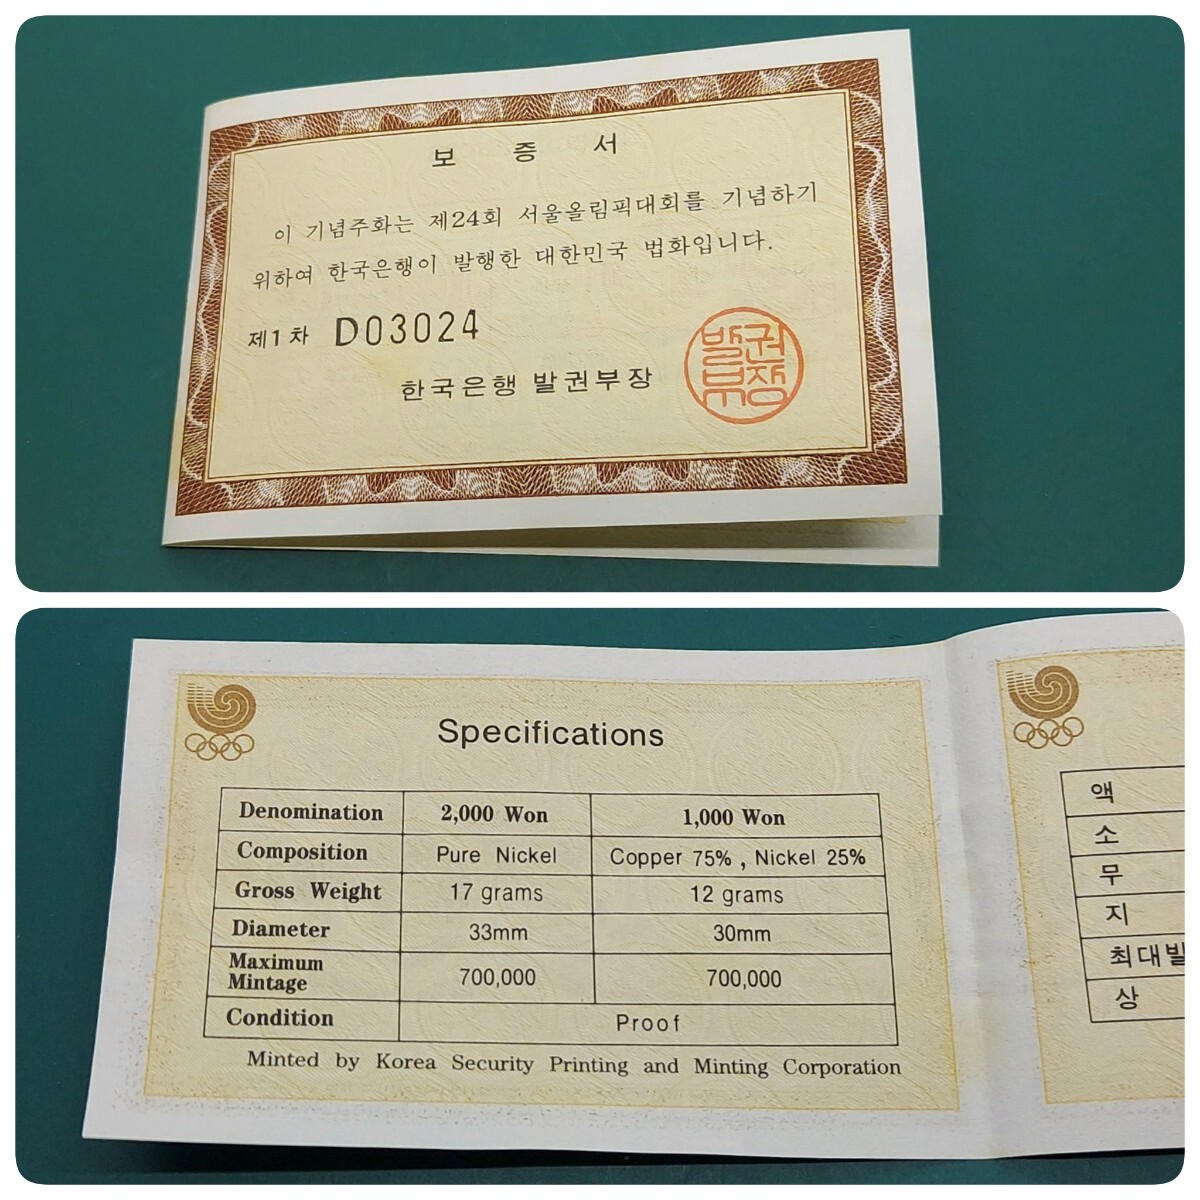 보 증 서
이 기념주화는 제24회 서울올림픽대회를 기념하기
위하여 한국은행이 발행한 대한민국 법화입니다.
제1차 D03024
한국은행 발권부장
발권
부장
Specifications
Denomination 2,000 Won 1,000 Won
Composition Pure Nickel Copper 75%, Nickel 25%
Gross Weight 17 grams 12 grams
Diameter 33mm 30mm
Maximum
Mintage 700,000 700,000
Condition Proof
Minted by Korea Security Printing and Minting Corporation
액
소
무
지
최대발
상